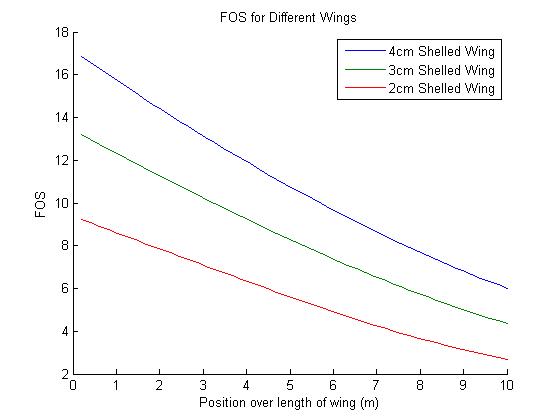 FOS for Different Wings
18
16
14
12
10
8
6
4
2
FOS
4cm Shelled Wing
3cm Shelled Wing
2cm Shelled Wing
0 1 2 3 4 5 6 7 8 9 10
Position over length of wing (m)